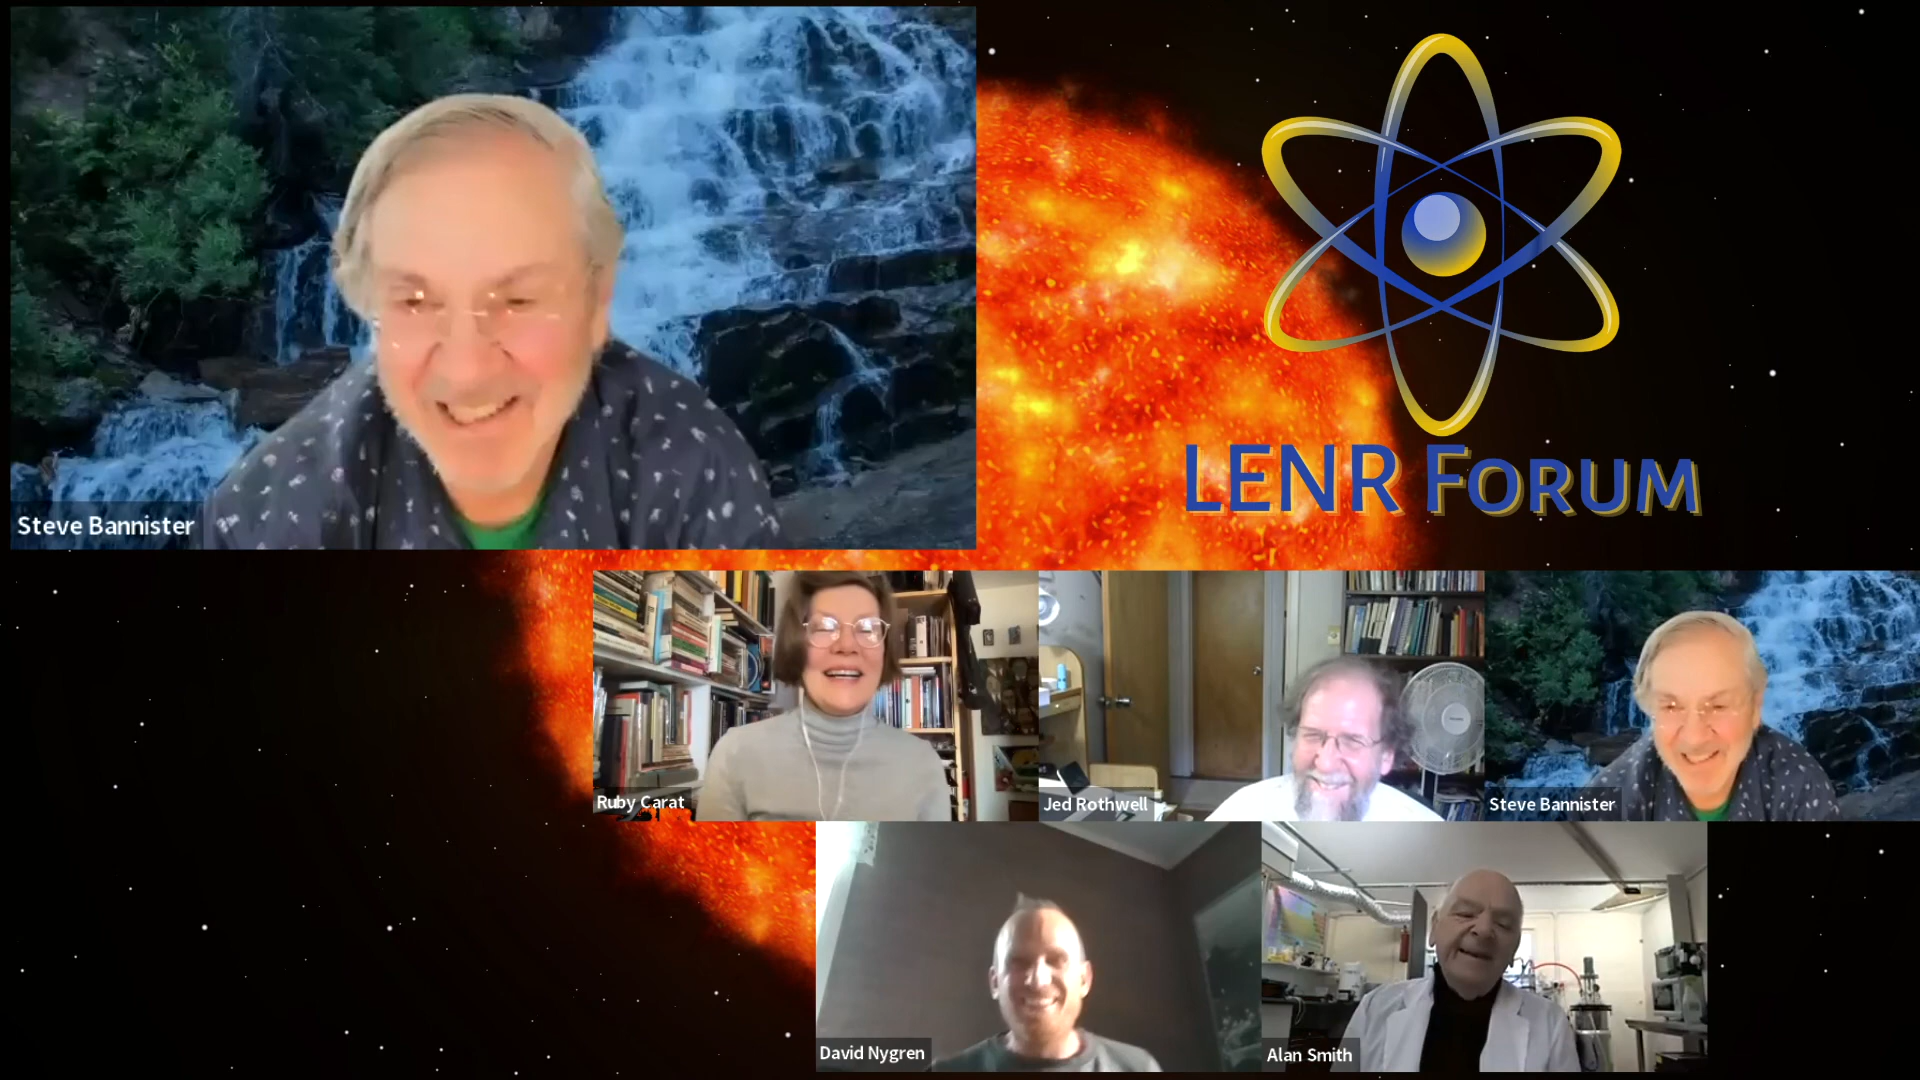 LENR FORUM
Steve Bannister
Ruby Carat
Jed Rothwell
Steve Bannister
David Nygren
Alan Smith